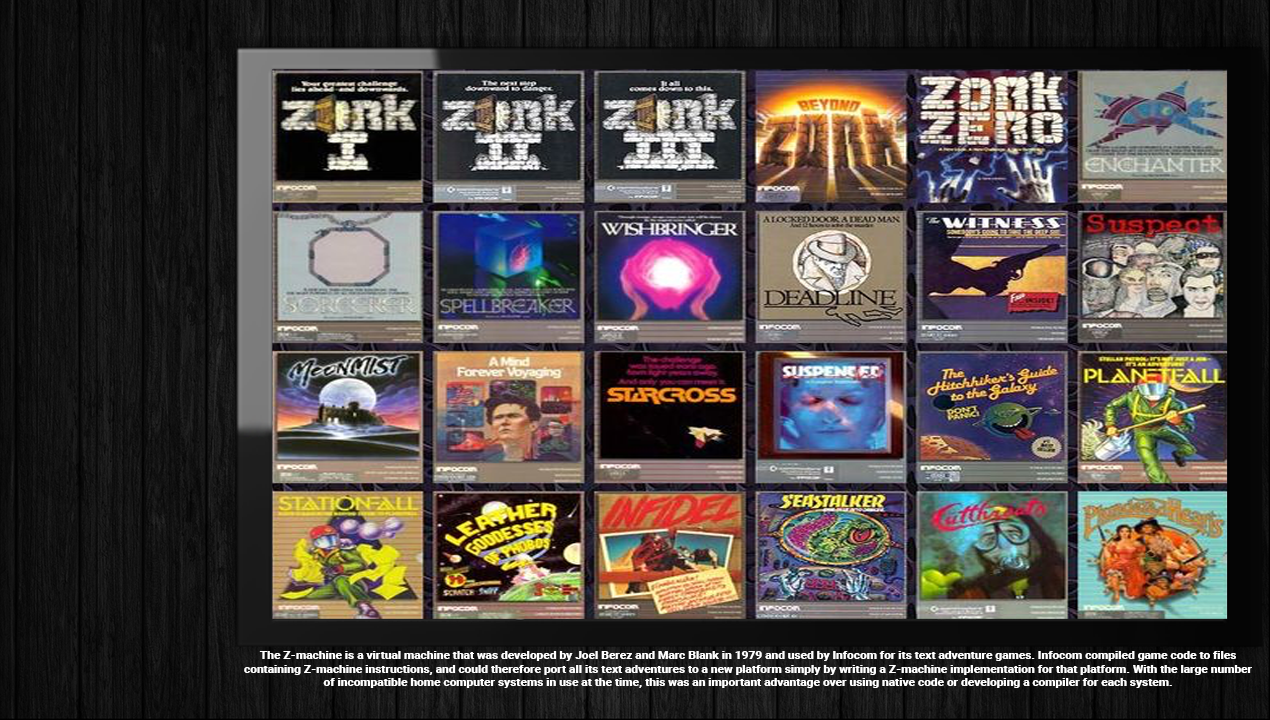 Your greatest challenge
lies ahead-and downwards.
ZORK
I
INFOCOM
The next step
downward to danger.
ZORK
II
It all
comes down to this.
ZORK
III
BEYOND
ZORK
INFOCOM
ZORK
ZERO
ENCHANTER
SORCERER
INFOCOM
SPELLBREAKER
INFOCOM
WISHBRINGER
INFOCOM
A LOCKED DOOR. A DEAD MAN.
And 12 hours to solve the murder.
DEADLINE
INFOCOM
The WITNESS
INFOCOM
Suspect
INFOCOM
MOONMIST
INFOCOM
A Mind
Forever Voyaging
INFOCOM
The challenge
And only you can meet it.
STARCROSS
INFOCOM
SUSPENDED
The
Hitchhiker's Guide
to the Galaxy
DON'T
PANIC!
INFOCOM
STELLAR PATROL: IT'S NOT JUST A JOB-
IT'S AN ADVENTURE!
PLANETFALL
INFOCOM
STATIONFALL
INFOCOM
LEATHER
GODDESSES
OF PHOBOS
SCRATCH
INFOCOM
INFIDEL
INFOCOM
SEASTALKER
INFOCOM
Cutthroats
Plundered Hearts
INFOCOM
The Z-machine is a virtual machine that was developed by Joel Berez and Marc Blank in 1979 and used by Infocom for its text adventure games. Infocom compiled game code to files
containing Z-machine instructions, and could therefore port all its text adventures to a new platform simply by writing a Z-machine implementation for that platform. With the large number
of incompatible home computer systems in use at the time, this was an important advantage over using native code or developing a compiler for each system.